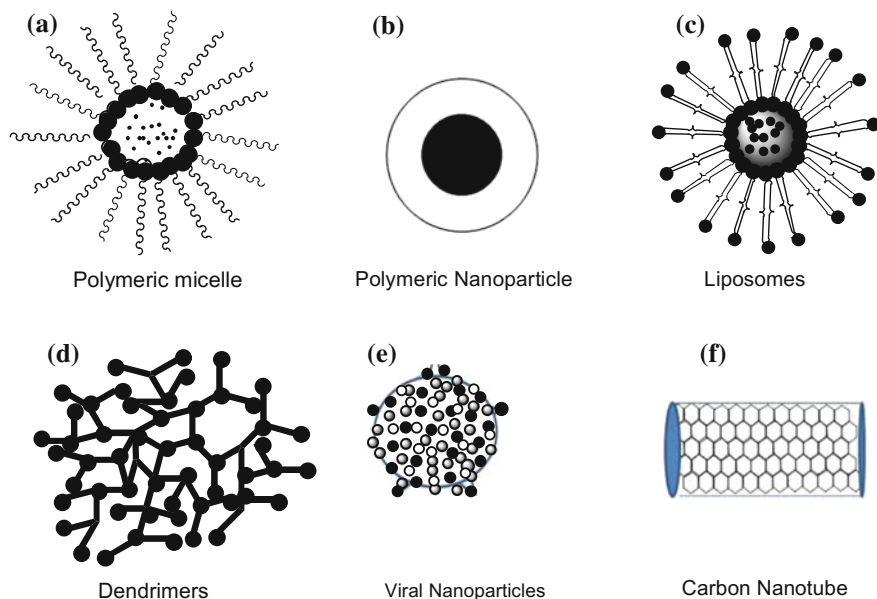 (a)
(b)
(c)
Polymeric micelle
Polymeric Nanoparticle
Liposomes
(d)
(e)
(f)
Dendrimers
Viral Nanoparticles
Carbon Nanotube